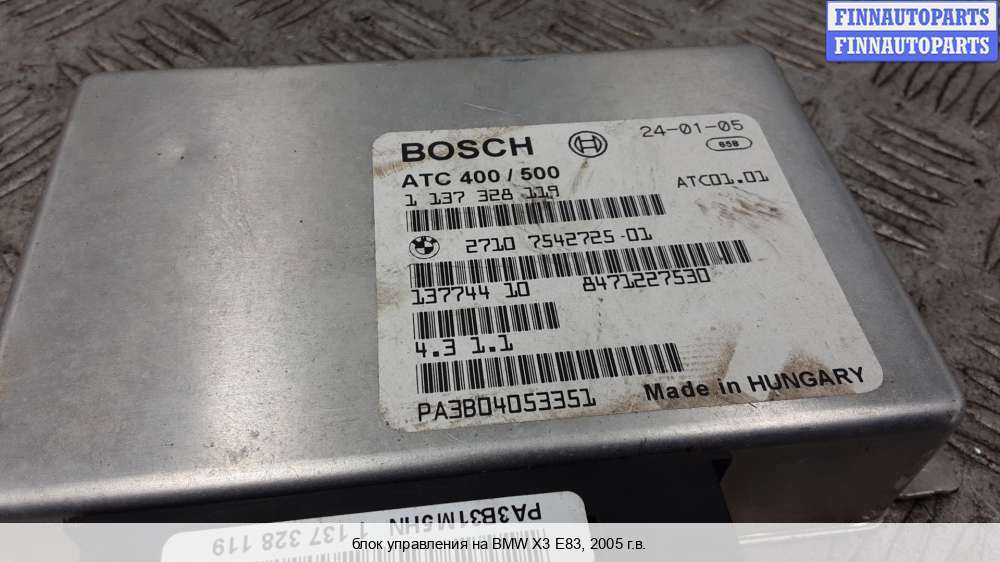 FINNAUTOPARTS
FINNAUTOPARTS
BOSCH
24-01-05
65B
ATC 400 / 500
ATC01.01
1 137 328 119
2710 7542725-01
137744 10 8471227530
4.3 1.1
PA3B04053351
Made in HUNGARY
PA3B31M5HN
1 137 328 119
блок управления на BMW X3 E83, 2005 г.в.